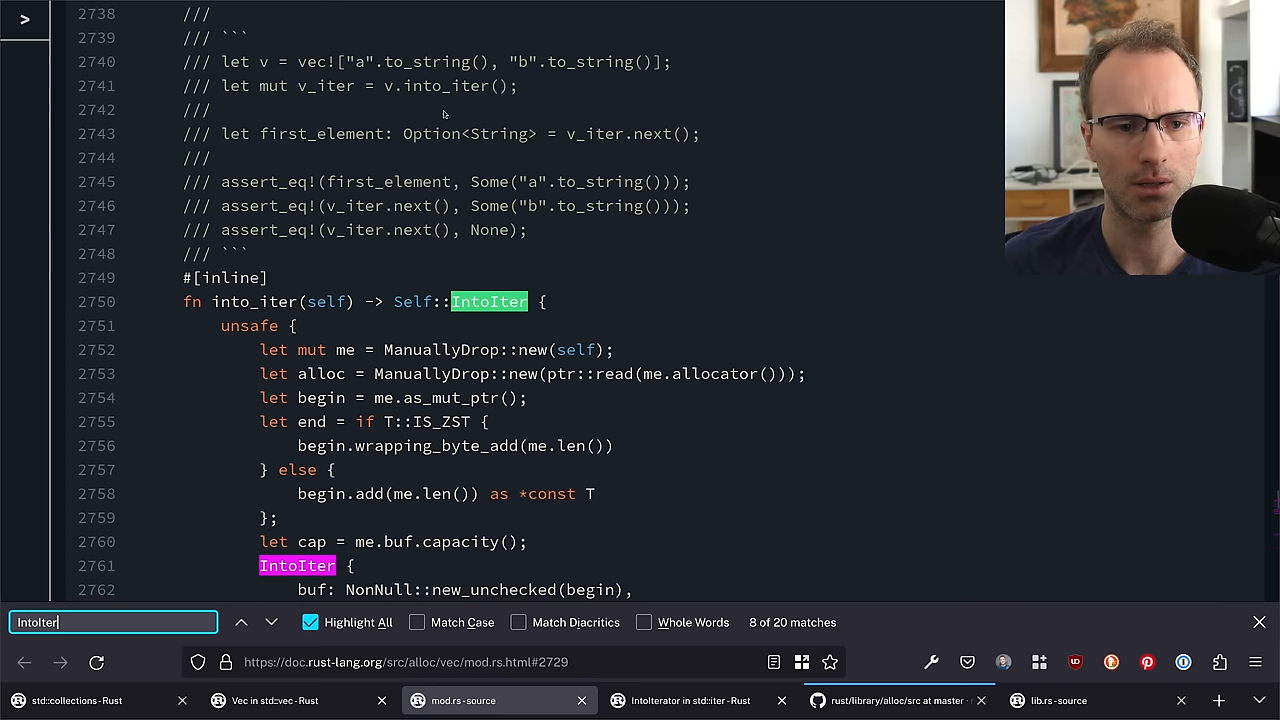 >
2738 ///
2739 /// ```
2740 /// let v = vec!["a".to_string(), "b".to_string()];
2741 /// let mut v_iter = v.into_iter();
2742 ///
2743 /// let first_element: Option<String> = v_iter.next();
2744 ///
2745 /// assert_eq!(first_element, Some("a".to_string()));
2746 /// assert_eq!(v_iter.next(), Some("b".to_string()));
2747 /// assert_eq!(v_iter.next(), None);
2748 /// ```
2749 #[inline]
2750 fn into_iter(self) -> Self::IntoIter {
2751 unsafe {
2752 let mut me = ManuallyDrop::new(self);
2753 let alloc = ManuallyDrop::new(ptr::read(me.allocator()));
2754 let begin = me.as_mut_ptr();
2755 let end = if T::IS_ZST {
2756 begin.wrapping_byte_add(me.len())
2757 } else {
2758 begin.add(me.len()) as *const T
2759 };
2760 let cap = me.buf.capacity();
2761 IntoIter {
2762 buf: NonNull::new_unchecked(begin),
IntoIter Highlight All Match Case Match Diacritics Whole Words 8 of 20 matches
https://doc.rust-lang.org/src/alloc/vec/mod.rs.html#2729
std::collections - Rust Vec in std::vec - Rust mod.rs - source IntoIterator in std::iter - Rust rust/library/alloc/src at master · lib.rs - source